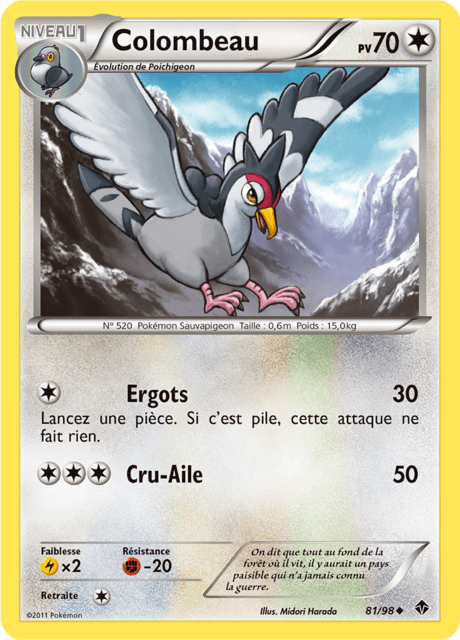 NIVEAU 1
Colombeau
PV 70
Évolution de Poichigeon
N° 520 Pokémon Sauvapigeon Taille : 0,6m Poids : 15,0kg
Ergots 30
Lancez une pièce. Si c'est pile, cette attaque ne
fait rien.
Cru-Aile 50
Faiblesse Résistance
×2 -20
Retraite
On dit que tout au fond de la
forêt où il vit, il y aurait un pays
paisible qui n'a jamais connu
la guerre.
©2011 Pokémon
Illus. Midori Harada 81/98